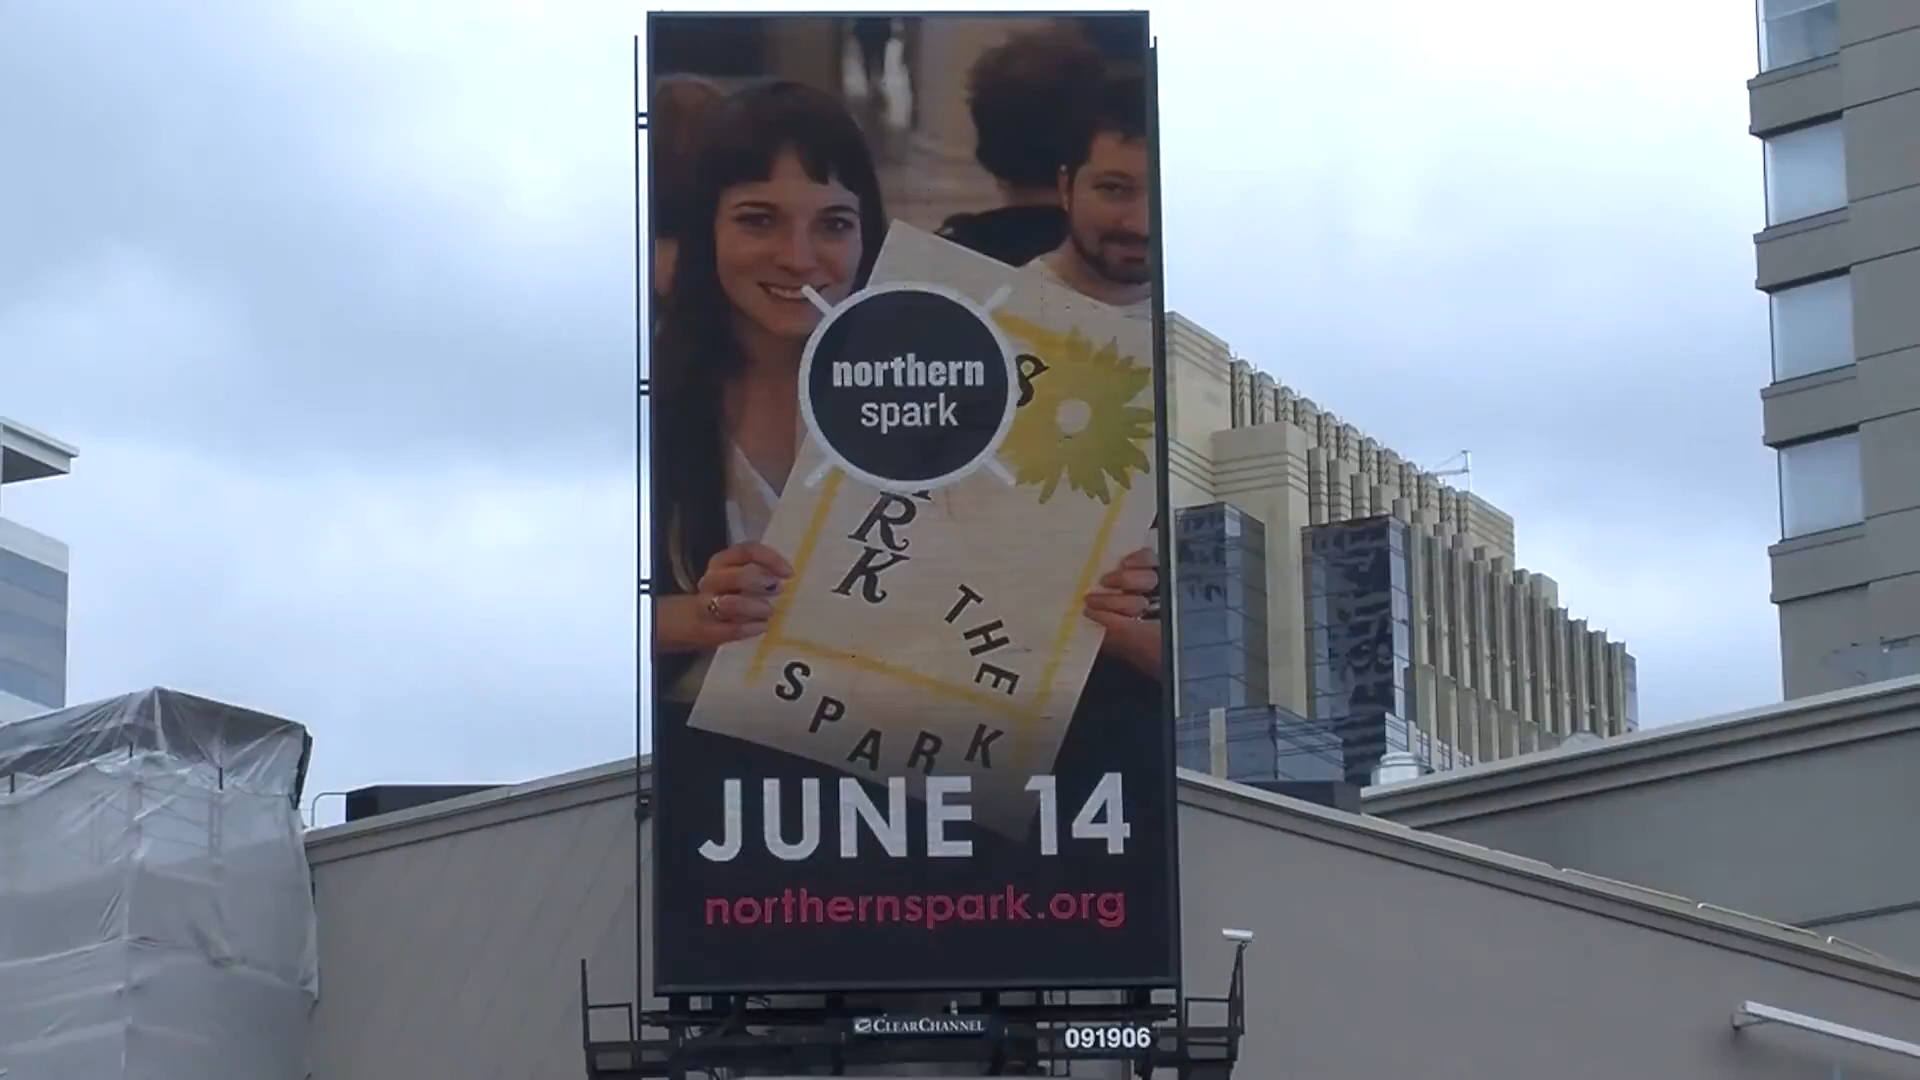 northern
spark
RK
THE
SPARK
JUNE 14
northernspark.org
CLEARCHANNEL
091906